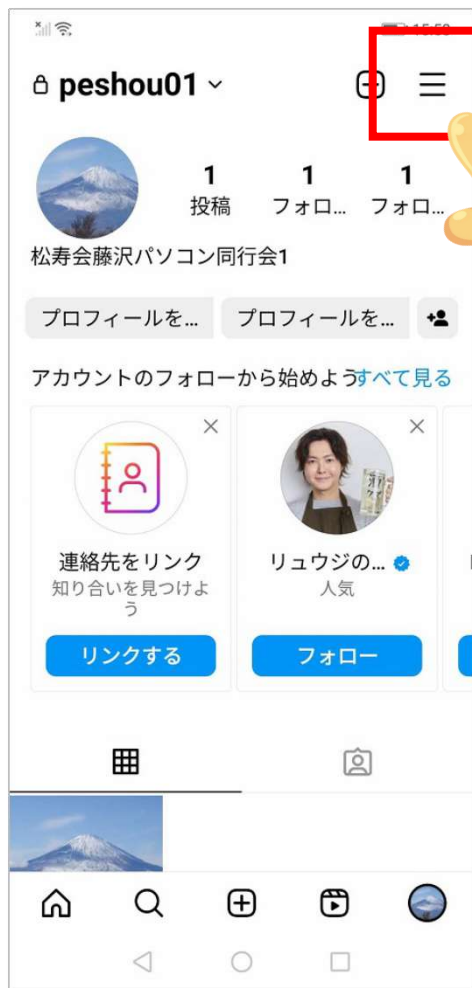 peshou01
1 1 1
投稿 フォロ... フォロ...
松寿会藤沢パソコン同行会1
プロフィールを... プロフィールを...
アカウントのフォローから始めよう すべて見る
連絡先をリンク
知り合いを見つけよ
う
リンクする
リュウジの...
人気
フォロー